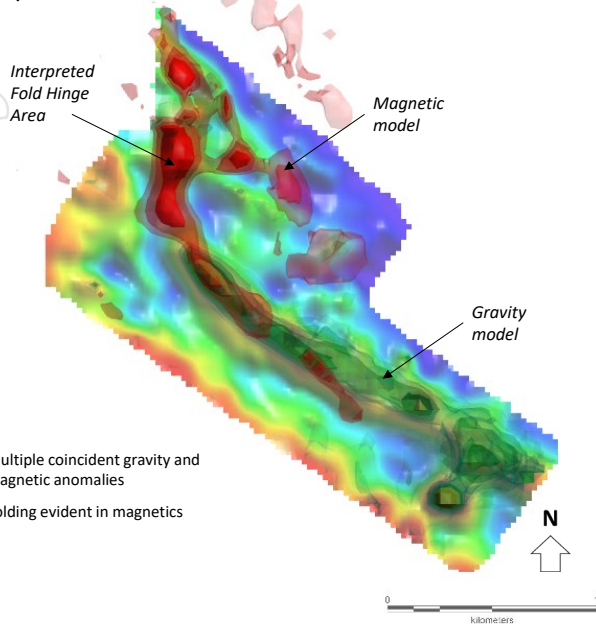 Interpreted
Fold Hinge
Area
Magnetic
model
Gravity
model
ultiple coincident gravity and
agnetic anomalies
olding evident in magnetics
N
0
kilometers